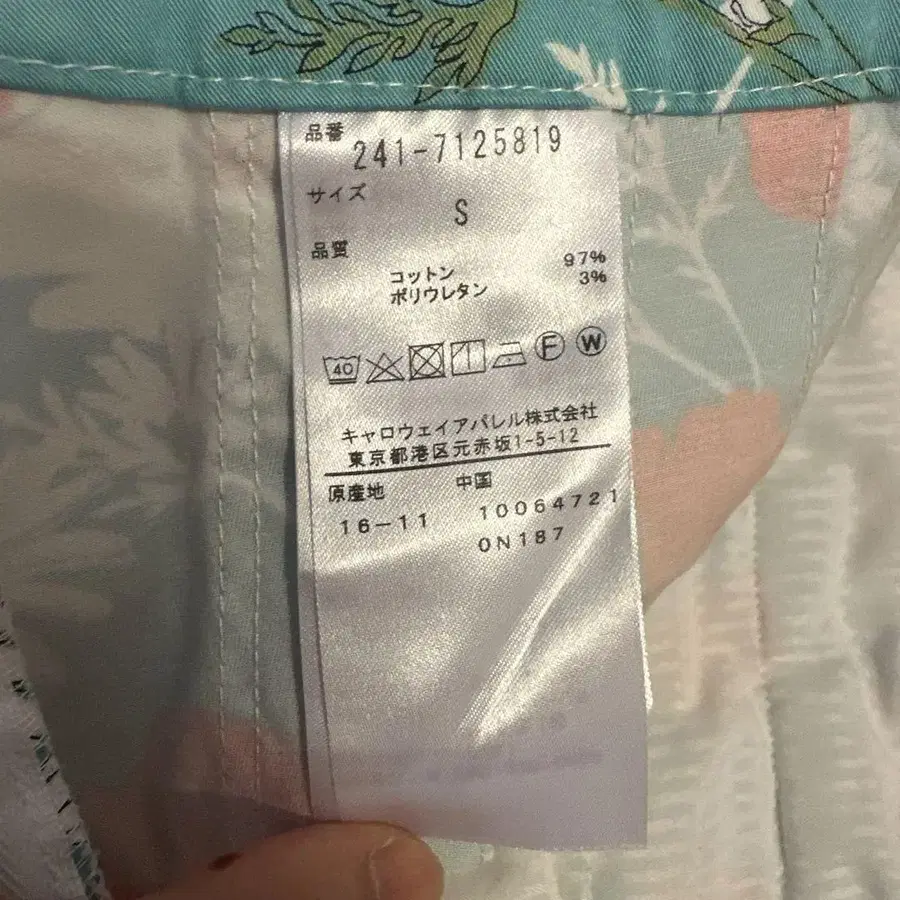 品番
241-7125819
サイズ
S
品質
コットン 97%
ポリウレタン 3%
40 F W
キャロウェイアパレル株式会社
東京都港区元赤坂1-5-12
原産地 中国
16-11 10064721
0N187